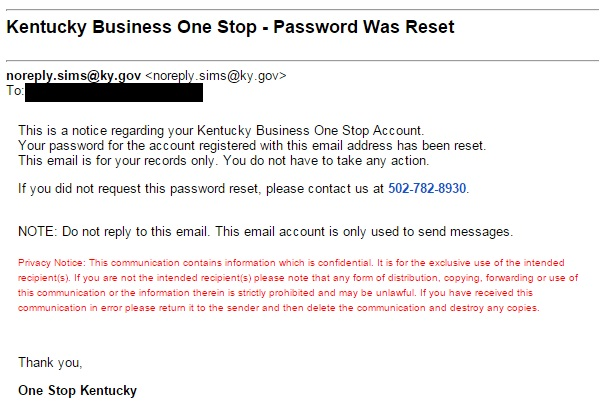 Kentucky Business One Stop - Password Was Reset
noreply.sims@ky.gov <noreply.sims@ky.gov>
To:
This is a notice regarding your Kentucky Business One Stop Account.
Your password for the account registered with this email address has been reset.
This email is for your records only. You do not have to take any action.
If you did not request this password reset, please contact us at 502-782-8930.
NOTE: Do not reply to this email. This email account is only used to send messages.
Privacy Notice: This communication contains information which is confidential. It is for the exclusive use of the intended
recipient(s). If you are not the intended recipient(s) please note that any form of distribution, copying, forwarding or use of
this communication or the information therein is strictly prohibited and may be unlawful. If you have received this
communication in error please return it to the sender and then delete the communication and destroy any copies.
Thank you,
One Stop Kentucky